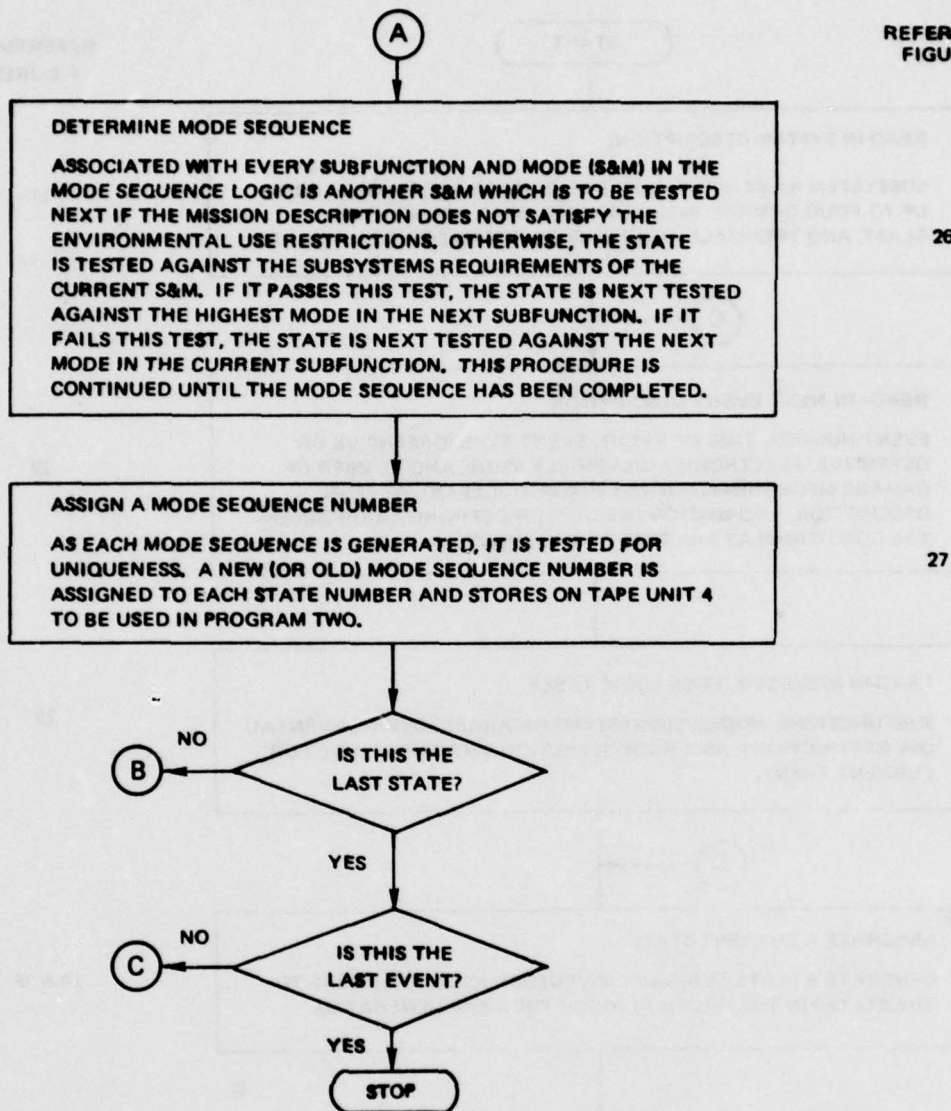 A
REFER
FIGU
DETERMINE MODE SEQUENCE
ASSOCIATED WITH EVERY SUBFUNCTION AND MODE (S&M) IN THE
MODE SEQUENCE LOGIC IS ANOTHER S&M WHICH IS TO BE TESTED
NEXT IF THE MISSION DESCRIPTION DOES NOT SATISFY THE
ENVIRONMENTAL USE RESTRICTIONS. OTHERWISE, THE STATE
IS TESTED AGAINST THE SUBSYSTEMS REQUIREMENTS OF THE
CURRENT S&M. IF IT PASSES THIS TEST, THE STATE IS NEXT TESTED
AGAINST THE HIGHEST MODE IN THE NEXT SUBFUNCTION. IF IT
FAILS THIS TEST, THE STATE IS NEXT TESTED AGAINST THE NEXT
MODE IN THE CURRENT SUBFUNCTION. THIS PROCEDURE IS
CONTINUED UNTIL THE MODE SEQUENCE HAS BEEN COMPLETED.
26
ASSIGN A MODE SEQUENCE NUMBER
AS EACH MODE SEQUENCE IS GENERATED, IT IS TESTED FOR
UNIQUENESS. A NEW (OR OLD) MODE SEQUENCE NUMBER IS
ASSIGNED TO EACH STATE NUMBER AND STORES ON TAPE UNIT 4
TO BE USED IN PROGRAM TWO.
27
NO
B
IS THIS THE
LAST STATE?
YES
NO
C
IS THIS THE
LAST EVENT?
YES
STOP